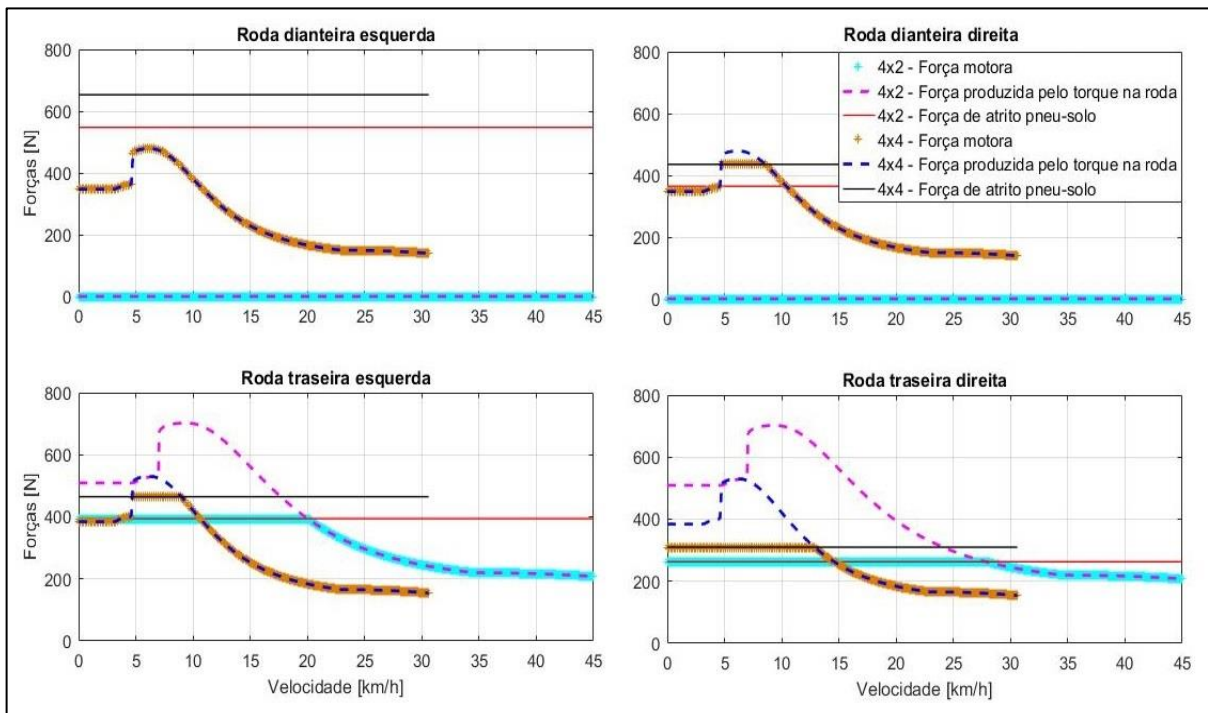 Roda dianteira esquerda
800
600
400
200
0
Forças [N]
0 5 10 15 20 25 30 35 40 45
Roda dianteira direita
800
600
400
200
0
0 5 10 15 20 25 30 35 40 45
4x2 - Força motora
4x2 - Força produzida pelo torque na roda
4x2 - Força de atrito pneu-solo
4x4 - Força motora
4x4 - Força produzida pelo torque na roda
4x4 - Força de atrito pneu-solo
Roda traseira esquerda
800
600
400
200
0
Forças [N]
0 5 10 15 20 25 30 35 40 45
Velocidade [km/h]
Roda traseira direita
800
600
400
200
0
0 5 10 15 20 25 30 35 40 45
Velocidade [km/h]